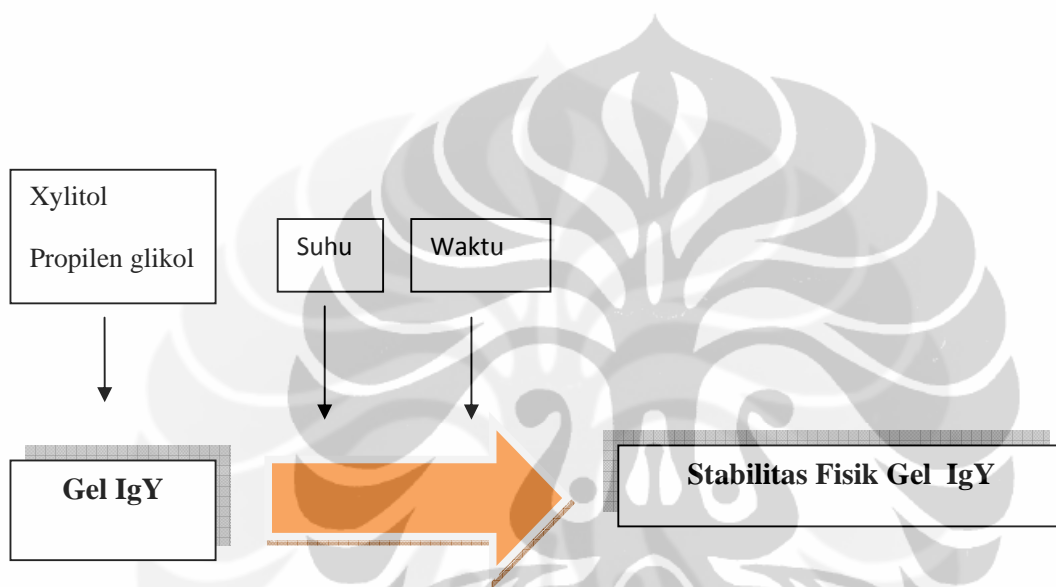 Xylitol
Propilen glikol
Suhu
Waktu
Gel IgY
Stabilitas Fisik Gel IgY